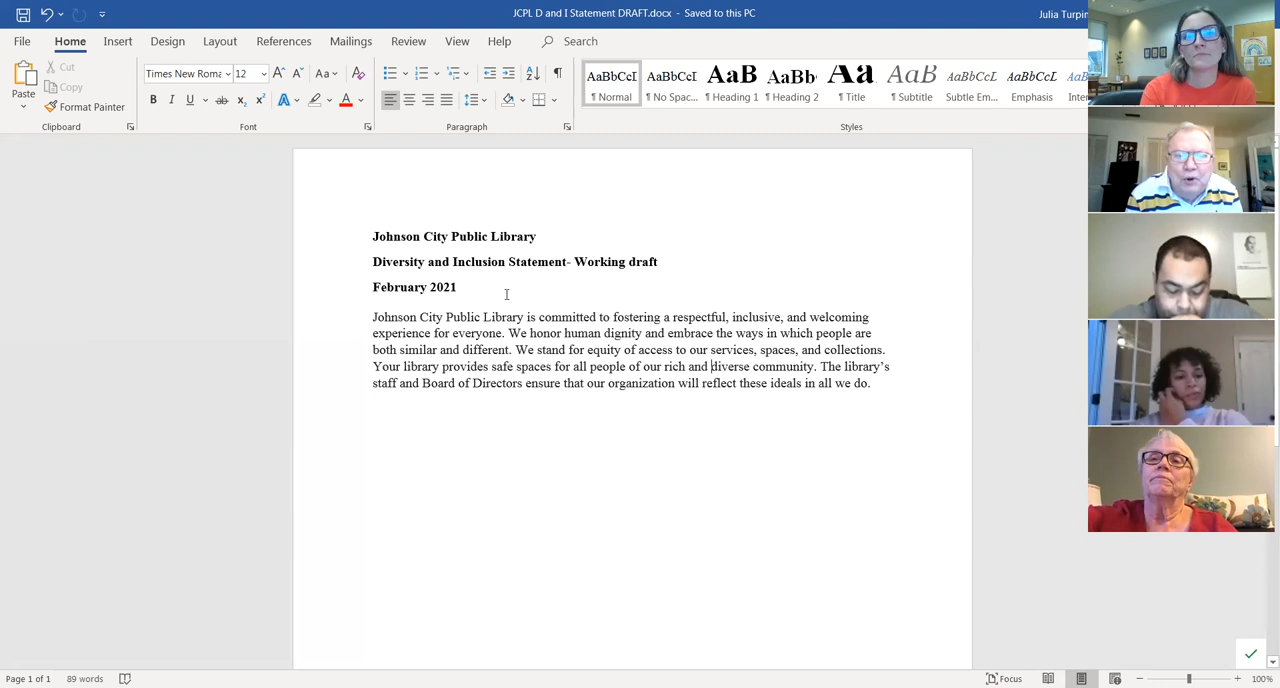 JCPL D and I Statement DRAFT.docx - Saved to this PC
Julia Turpin
File Home Insert Design Layout References Mailings Review View Help Search
Paste
Cut
Copy
Format Painter
Clipboard
Times New Roma 12
Font
Paragraph
AaBbCcI AaBbCcI AaB AaBb Aa AaB AaBbCcL AaBbCcL AaB
¶ Normal ¶ No Spac... ¶ Heading 1 ¶ Heading 2 ¶ Title ¶ Subtitle Subtle Em... Emphasis Inter
Styles
Johnson City Public Library
Diversity and Inclusion Statement- Working draft
February 2021
Johnson City Public Library is committed to fostering a respectful, inclusive, and welcoming
experience for everyone. We honor human dignity and embrace the ways in which people are
both similar and different. We stand for equity of access to our services, spaces, and collections.
Your library provides safe spaces for all people of our rich and diverse community. The library’s
staff and Board of Directors ensure that our organization will reflect these ideals in all we do.
Page 1 of 1 89 words Focus 100%